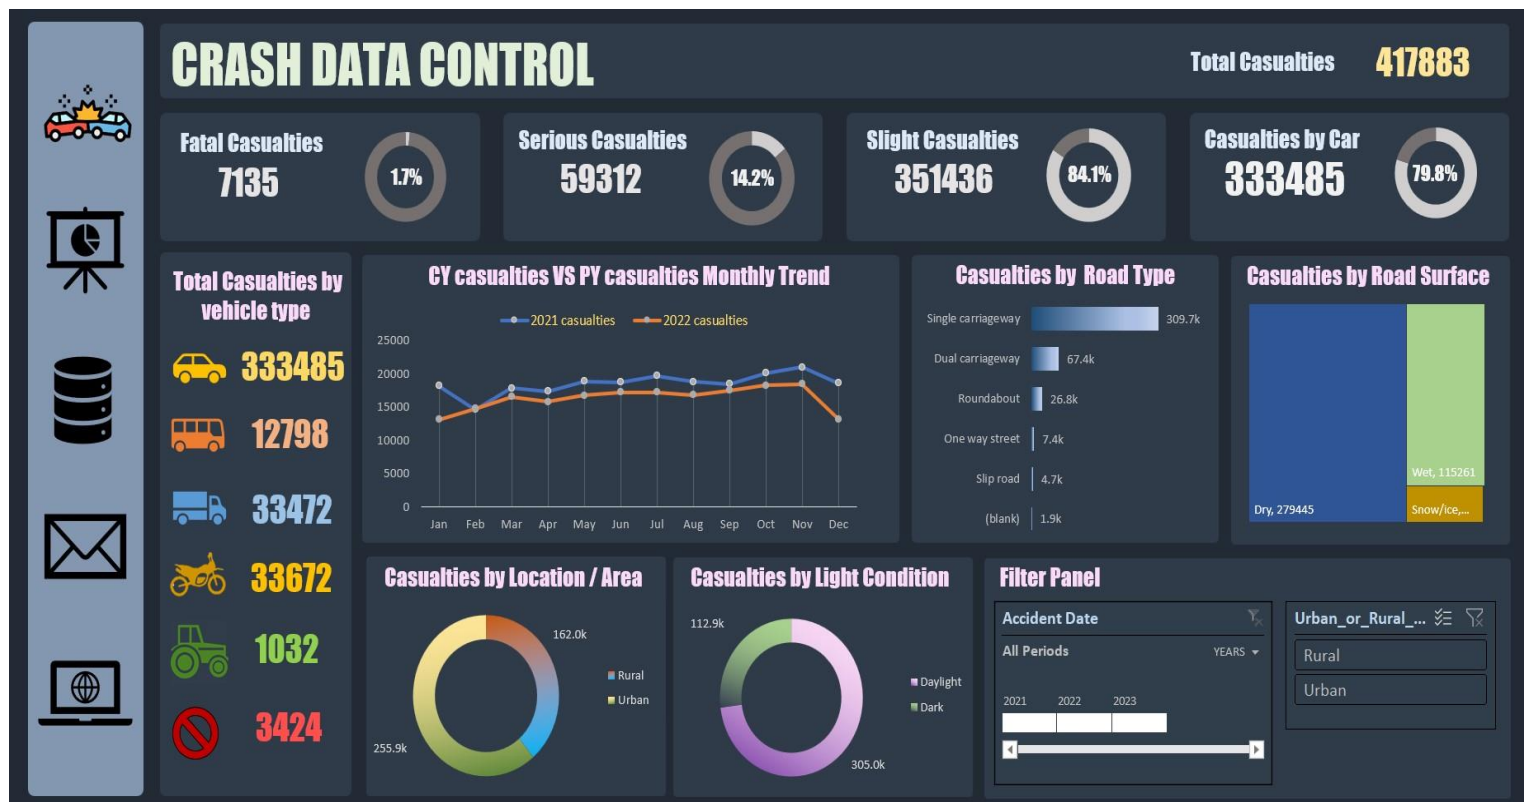 CRASH DATA CONTROL
Total Casualties 417883
Fatal Casualties
7135
1.7%
Serious Casualties
59312
14.2%
Slight Casualties
351436
84.1%
Casualties by Car
333485
79.8%
Total Casualties by
vehicle type
333485
12798
33472
33672
1032
3424
CY casualties VS PY casualties Monthly Trend
2021 casualties 2022 casualties
25000
20000
15000
10000
5000
0
Jan Feb Mar Apr May Jun Jul Aug Sep Oct Nov Dec
Casualties by Road Type
Single carriageway 309.7k
Dual carriageway 67.4k
Roundabout 26.8k
One way street 7.4k
Slip road 4.7k
(blank) 1.9k
Casualties by Road Surface
Dry, 279445
Wet, 115261
Snow/ice,...
Casualties by Location / Area
162.0k
Rural
Urban
255.9k
Casualties by Light Condition
112.9k
Daylight
Dark
305.0k
Filter Panel
Accident Date
All Periods YEARS
2021 2022 2023
Urban_or_Rural_...
Rural
Urban